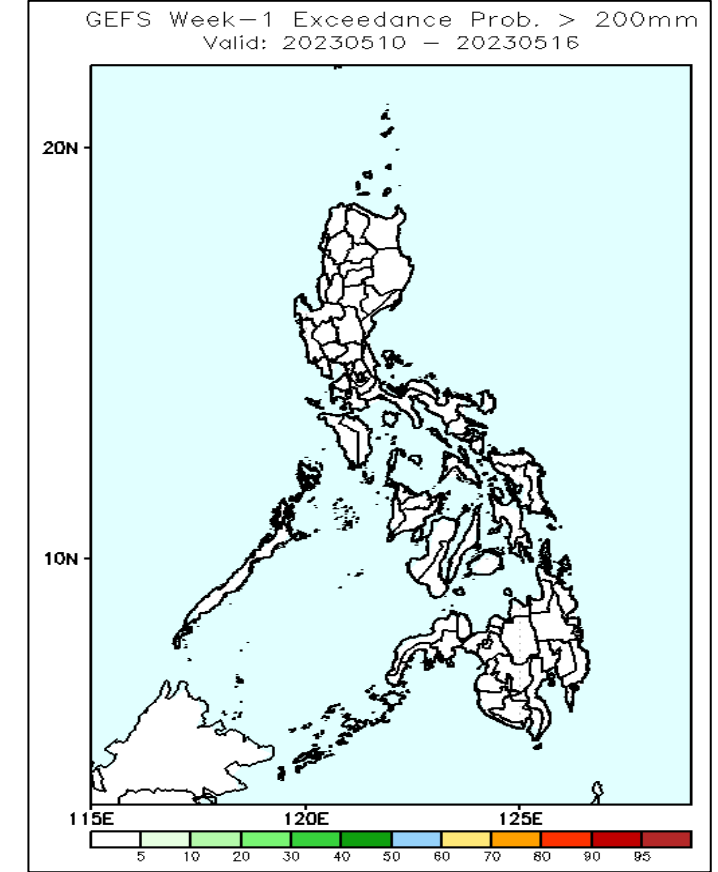 GEFS Week-1 Exceedance Prob. > 200mm
Valid: 20230510 - 20230516
20N
10N
115E 120E 125E
5 10 20 30 40 50 60 70 80 90 95